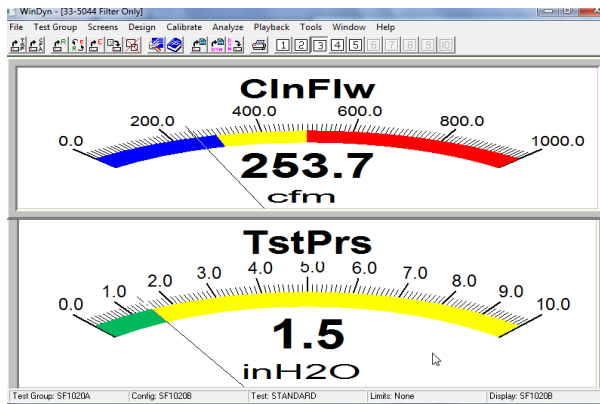 WinDyn - [33-5044 Filter Only]
File Test Group Screens Design Calibrate Analyze Playback Tools Window Help
1 2 3 4 5 6 7 8 9 10
ClnFlw
0.0 200.0 400.0 600.0 800.0 1000.0
253.7
cfm
TstPrs
0.0 1.0 2.0 3.0 4.0 5.0 6.0 7.0 8.0 9.0 10.0
1.5
inH2O
Test Group: SF1020A Config: SF1020B Test: STANDARD Limits: None Display: SF1020B